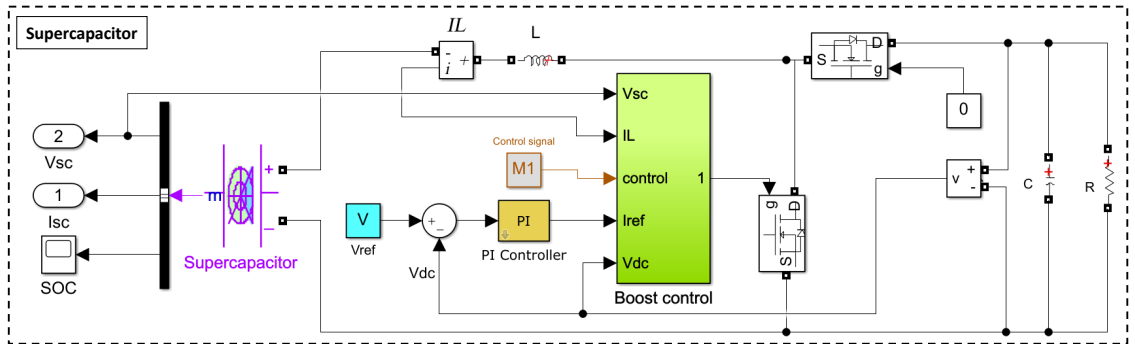 Supercapacitor
IL
L
- +
i
S D
g
0
Vsc
IL
Control signal
M1
control
1
Iref
Vdc
Boost control
2
Vsc
1
Isc
SOC
m
+
–
Supercapacitor
V
Vref
+
–
Vdc
PI
PI Controller
g D
S
v +
-
+
C
+
R